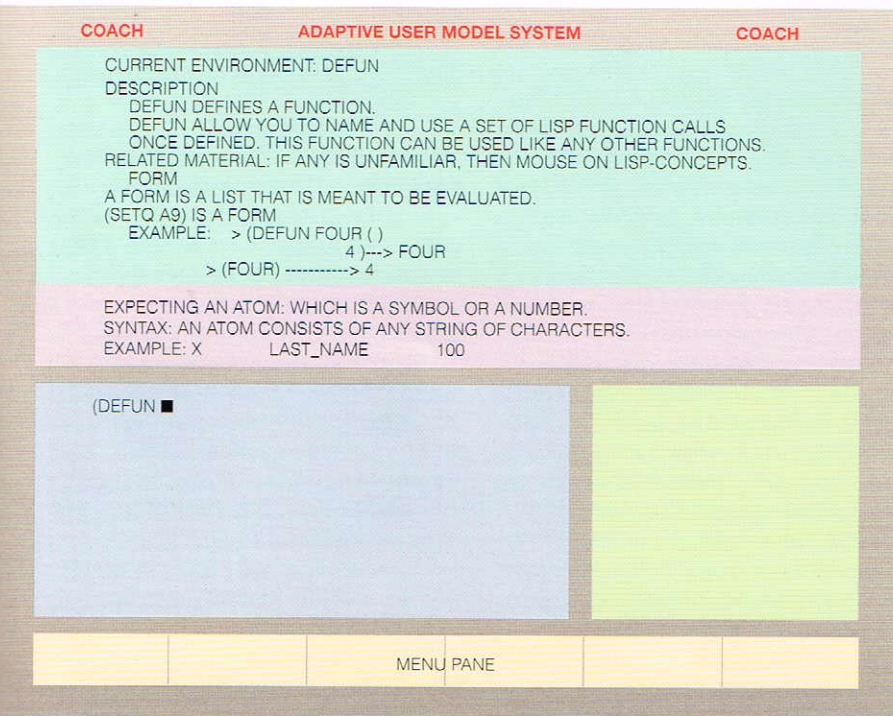 COACH ADAPTIVE USER MODEL SYSTEM COACH
CURRENT ENVIRONMENT: DEFUN
DESCRIPTION
DEFUN DEFINES A FUNCTION.
DEFUN ALLOW YOU TO NAME AND USE A SET OF LISP FUNCTION CALLS
ONCE DEFINED. THIS FUNCTION CAN BE USED LIKE ANY OTHER FUNCTIONS.
RELATED MATERIAL: IF ANY IS UNFAMILIAR, THEN MOUSE ON LISP-CONCEPTS.
FORM
A FORM IS A LIST THAT IS MEANT TO BE EVALUATED.
(SETQ A9) IS A FORM
EXAMPLE: > (DEFUN FOUR ( )
4 )---> FOUR
> (FOUR) -----------> 4
EXPECTING AN ATOM: WHICH IS A SYMBOL OR A NUMBER.
SYNTAX: AN ATOM CONSISTS OF ANY STRING OF CHARACTERS.
EXAMPLE: X LAST_NAME 100
(DEFUN ■
MENU PANE